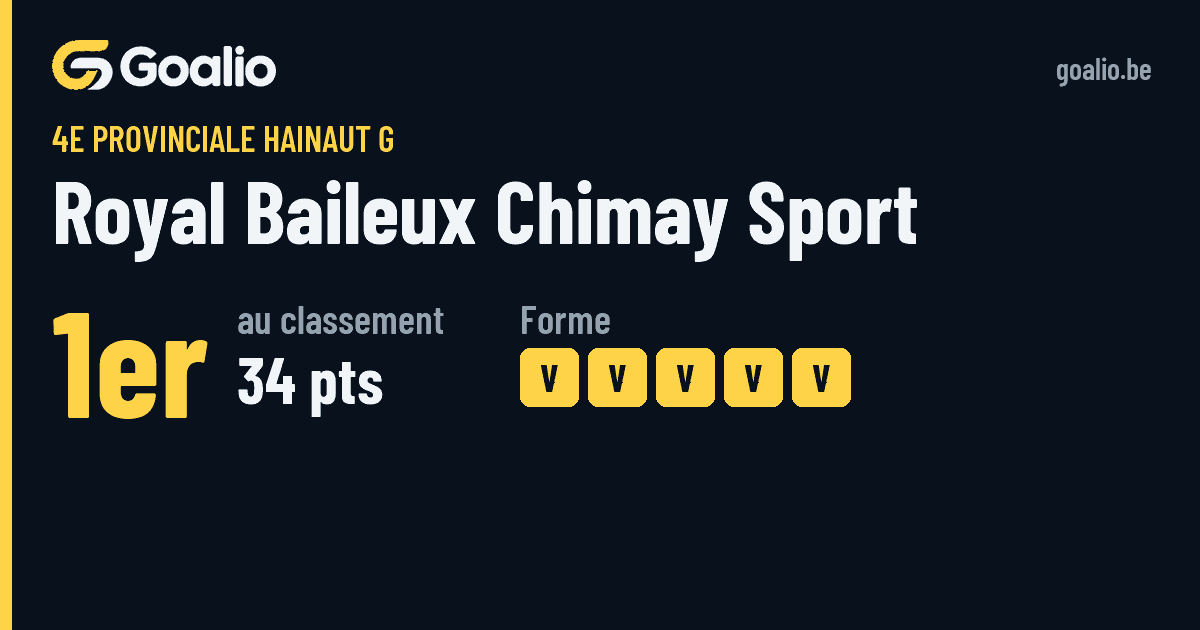 Goalio
goalio.be
4E PROVINCIALE HAINAUT G
Royal Baileux Chimay Sport
1er
au classement
34 pts
Forme
V V V V V